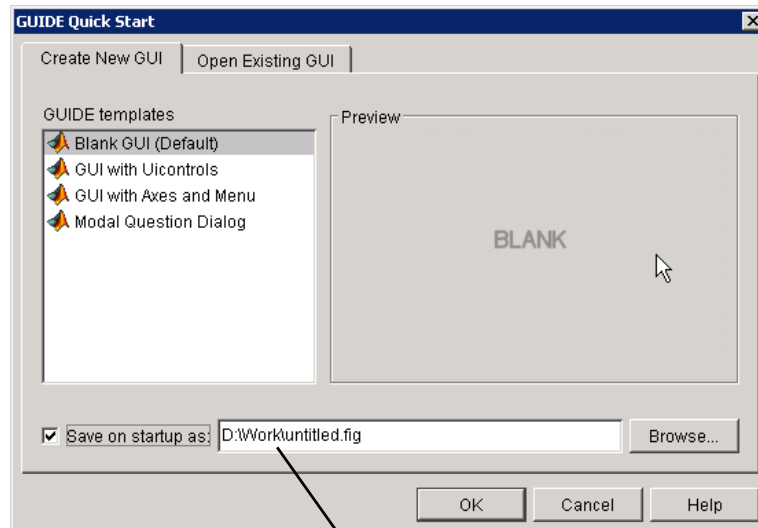 GUIDE Quick Start
Create New GUI
Open Existing GUI
GUIDE templates
Blank GUI (Default)
GUI with Uicontrols
GUI with Axes and Menu
Modal Question Dialog
Preview
BLANK
Save on startup as:
D:\Work\untitled.fig
Browse...
OK
Cancel
Help